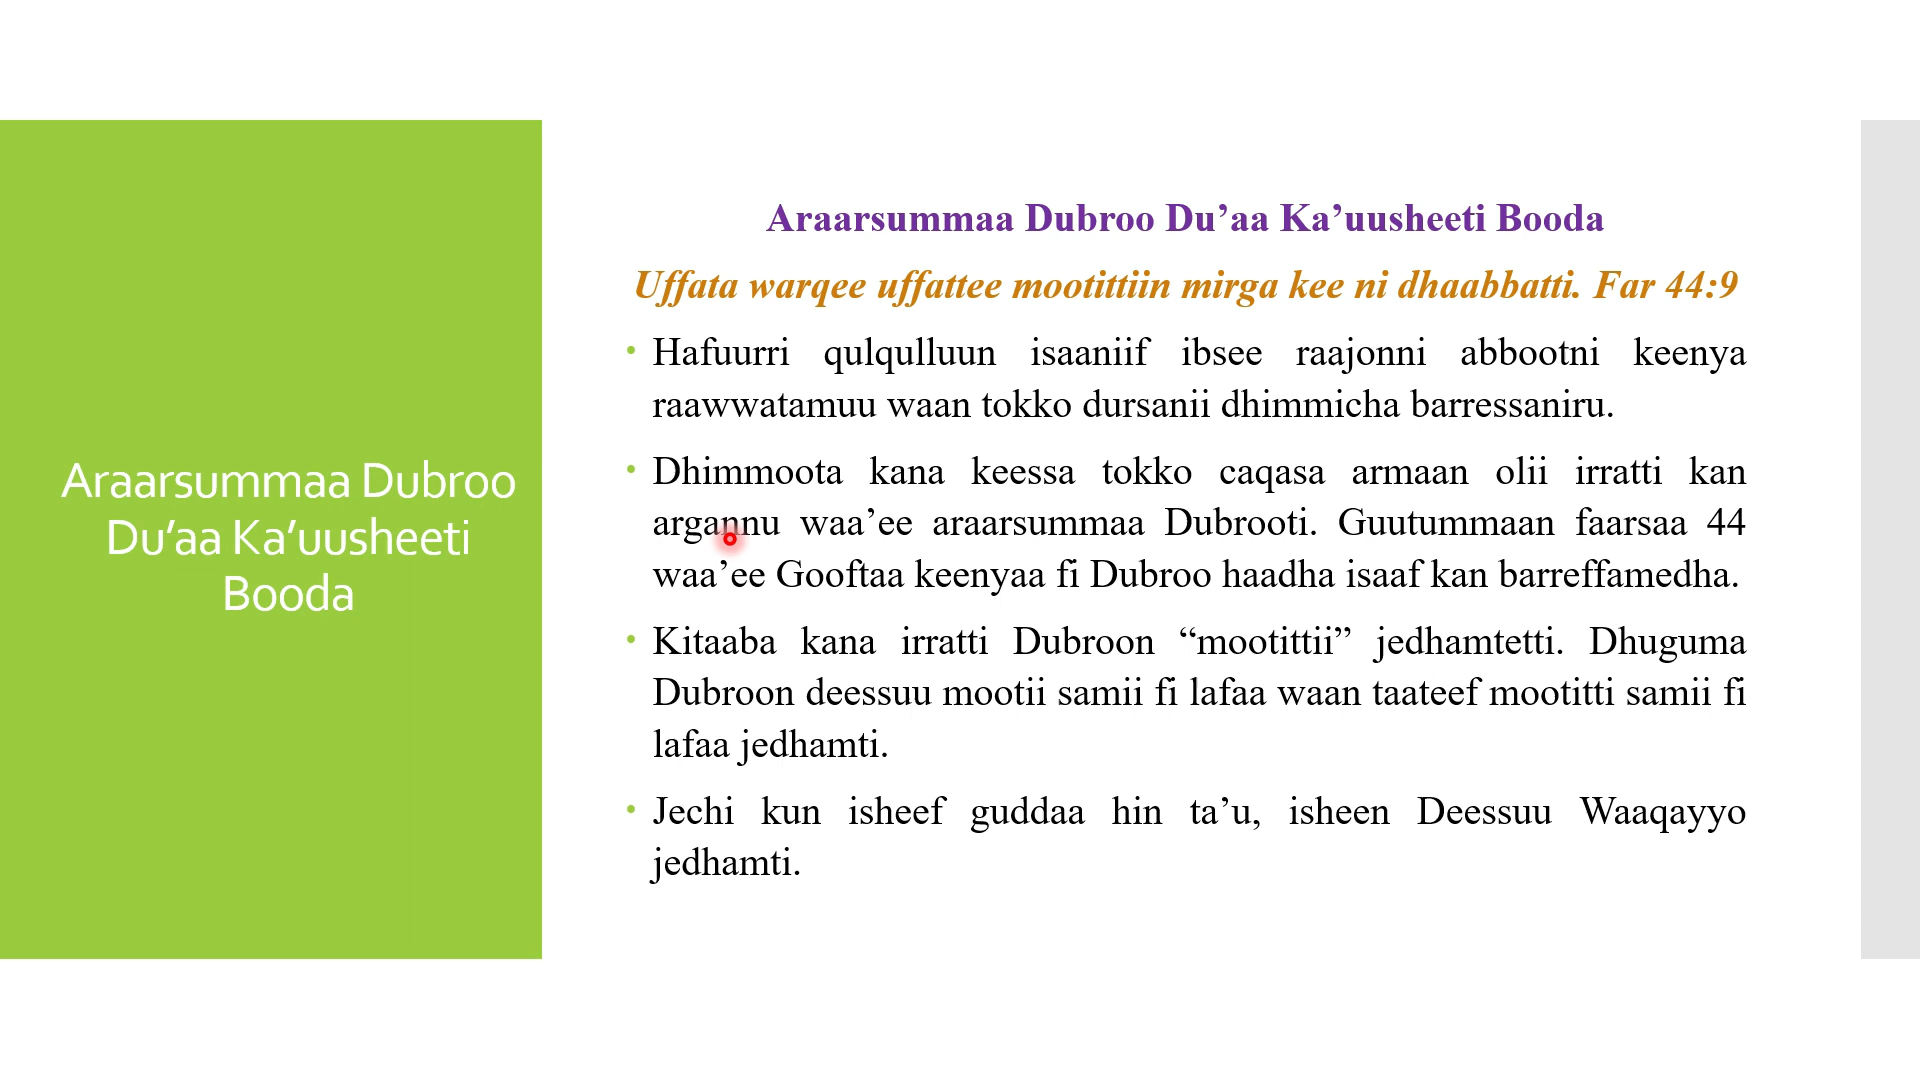 Araarsummaa Dubroo
Du’aa Ka’uusheeti
Booda
Araarsummaa Dubroo Du’aa Ka’uusheeti Booda
Uffata warqee uffattee mootittiin mirga kee ni dhaabbatti. Far 44:9
• Hafuurri qulqulluun isaaniif ibsee raajonni abbootni keenya
raawwatamuu waan tokko dursanii dhimmicha barressaniru.
• Dhimmoota kana keessa tokko caqasa armaan olii irratti kan
argannu waa’ee araarsummaa Dubrooti. Guutummaan faarsaa 44
waa’ee Gooftaa keenyaa fi Dubroo haadha isaaf kan barreffamedha.
• Kitaaba kana irratti Dubroon “mootittii” jedhamtetti. Dhuguma
Dubroon deessuu mootii samii fi lafaa waan taateef mootitti samii fi
lafaa jedhamti.
• Jechi kun isheef guddaa hin ta’u, isheen Deessuu Waaqayyo
jedhamti.